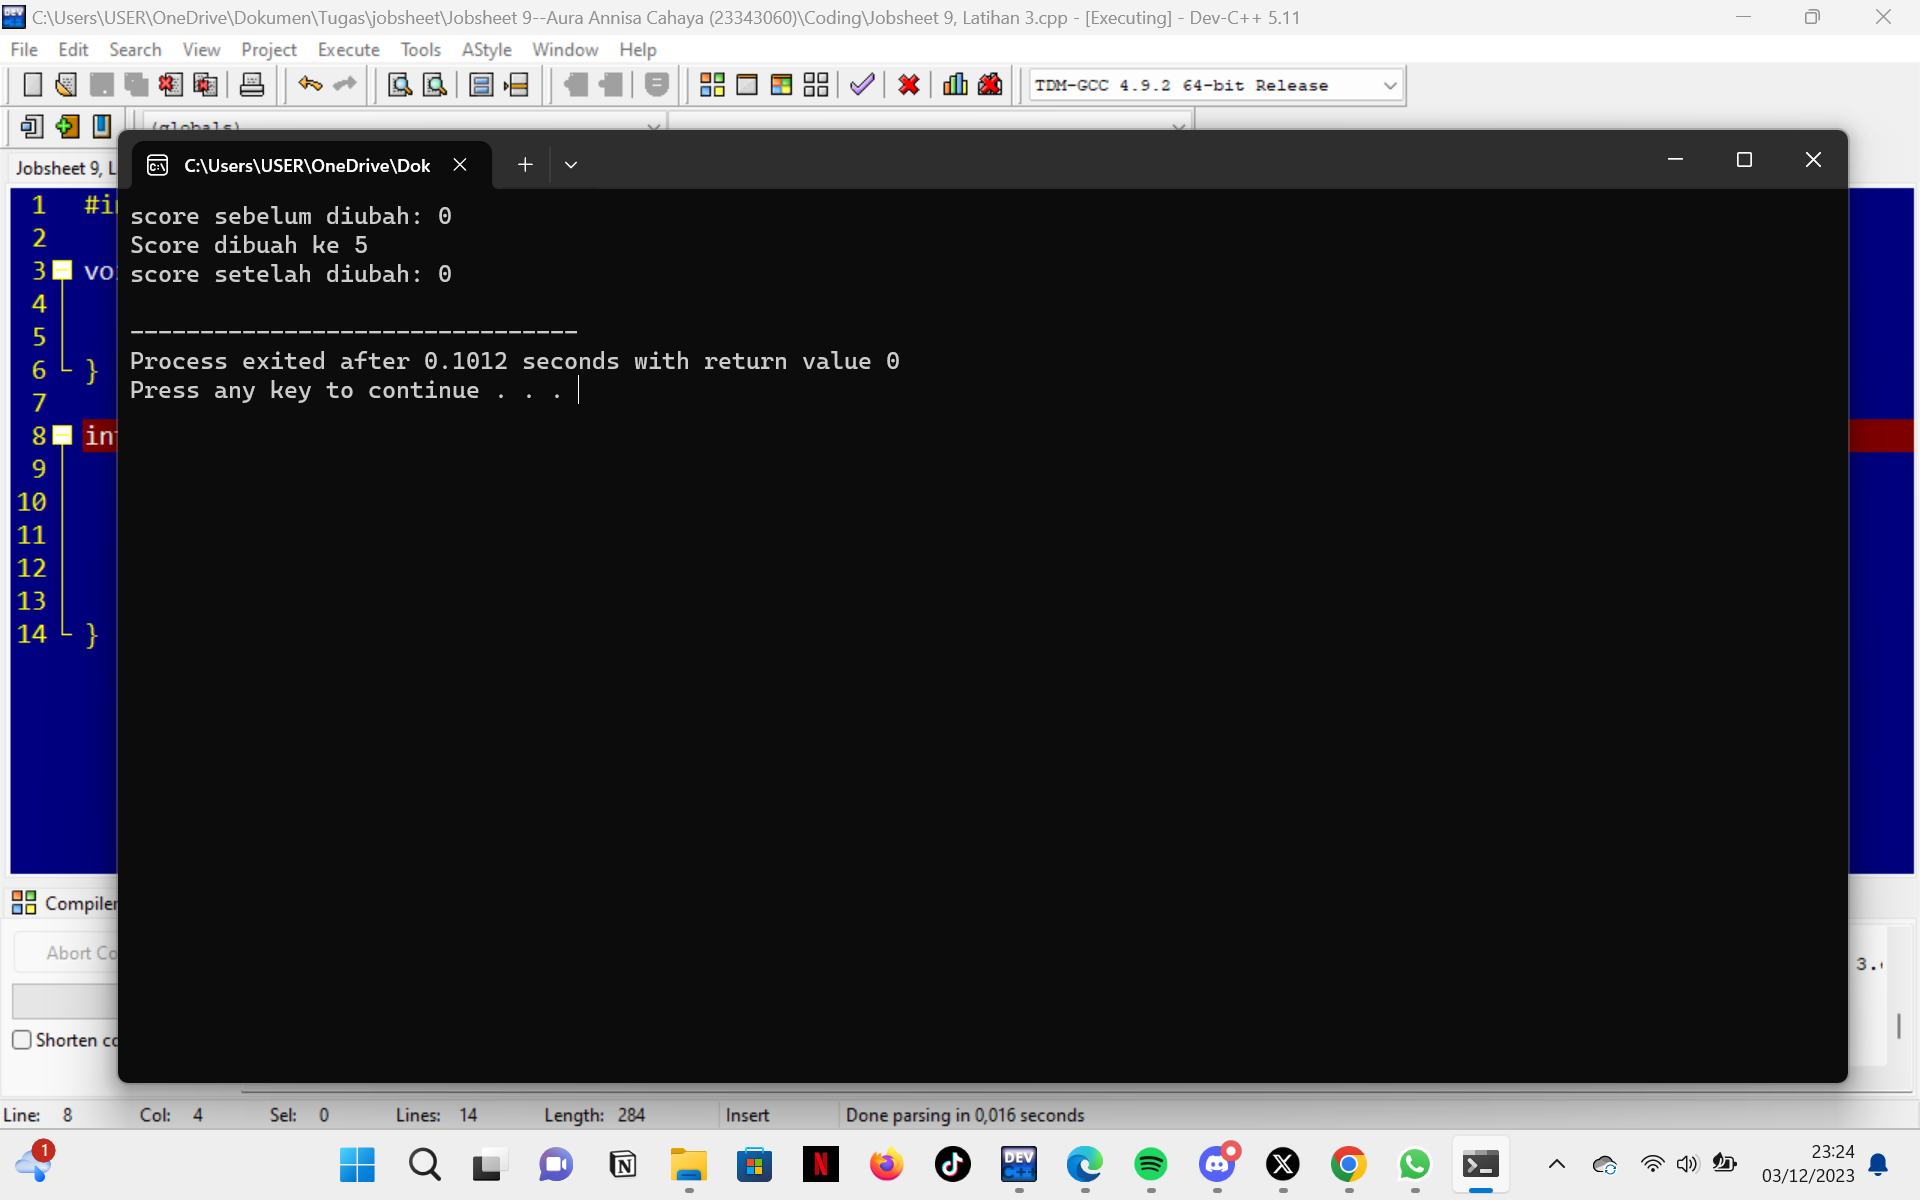 C:\Users\USER\OneDrive\Dokumen\Tugas\jobsheet\Jobsheet 9--Aura Annisa Cahaya (23343060)\Coding\Jobsheet 9, Latihan 3.cpp - [Executing] - Dev-C++ 5.11
File Edit Search View Project Execute Tools AStyle Window Help
TDM-GCC 4.9.2 64-bit Release
(globals)
Jobsheet 9, L
C:\Users\USER\OneDrive\Dok
1 #in
2
3 vo
4
5
6 }
7
8 int
9
10
11
12
13
14 }
score sebelum diubah: 0
Score dibuah ke 5
score setelah diubah: 0
--------------------------------
Process exited after 0.1012 seconds with return value 0
Press any key to continue . . .
Compiler
Abort Co
3.
Shorten co
Line: 8 Col: 4 Sel: 0 Lines: 14 Length: 284 Insert Done parsing in 0,016 seconds
1
DEV
C++
23:24
03/12/2023